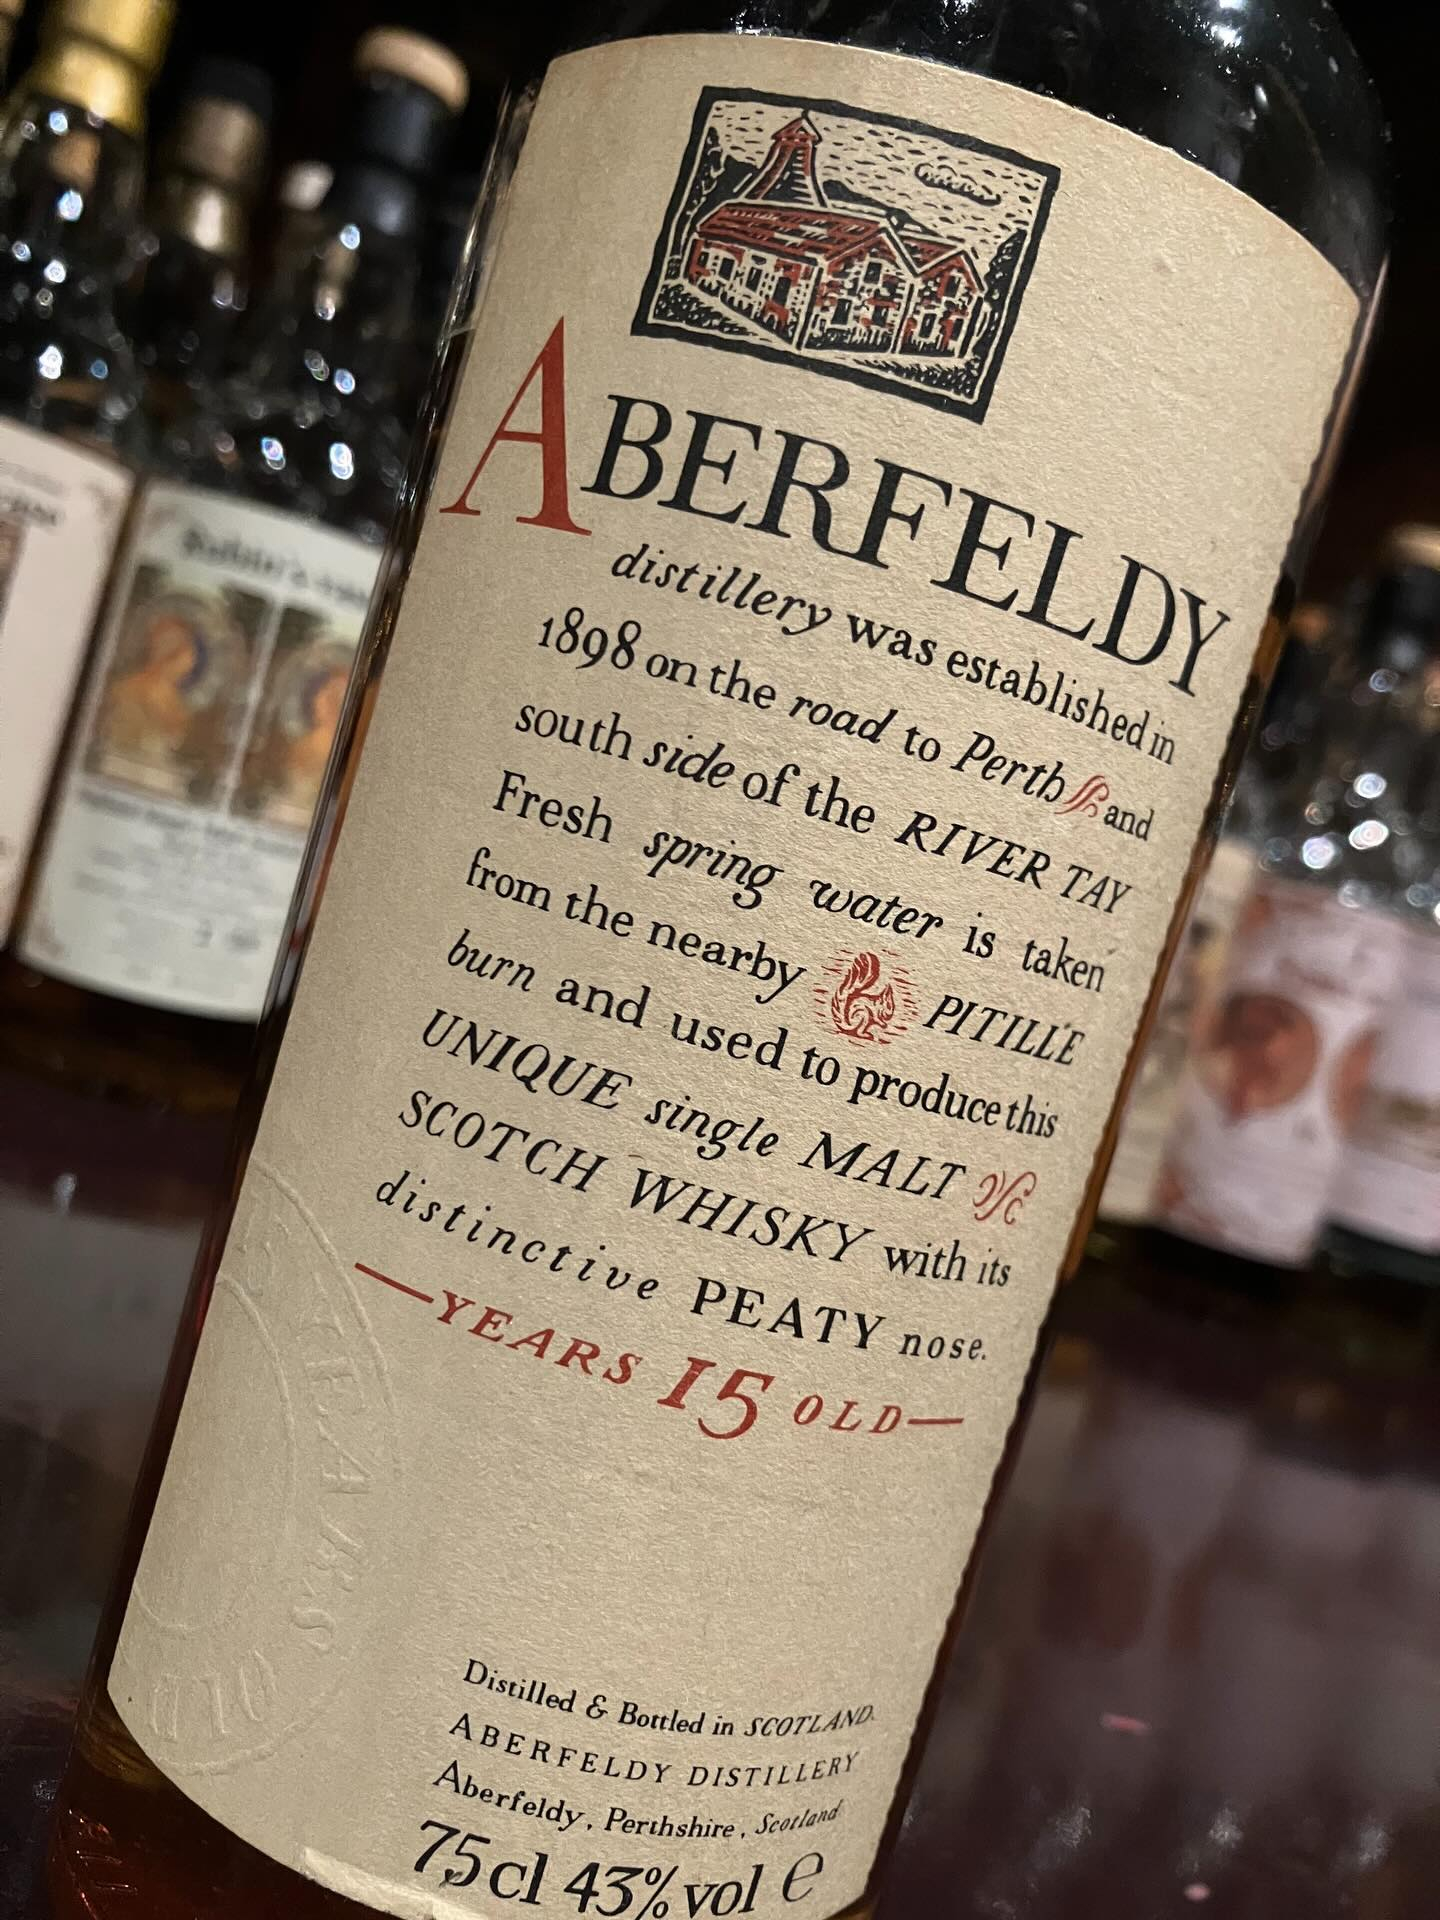 ABERFELDY
distillery was established in
1898 on the road to Perth and
south side of the RIVER TAY
Fresh spring water is taken
from the nearby PITILLE
burn and used to produce this
UNIQUE single MALT
SCOTCH WHISKY with its
distinctive PEATY nose.
YEARS 15 OLD
YEARS OLD
Distilled & Bottled in SCOTLAND.
ABERFELDY DISTILLERY
Aberfeldy, Perthshire, Scotland
75cl 43% vol e